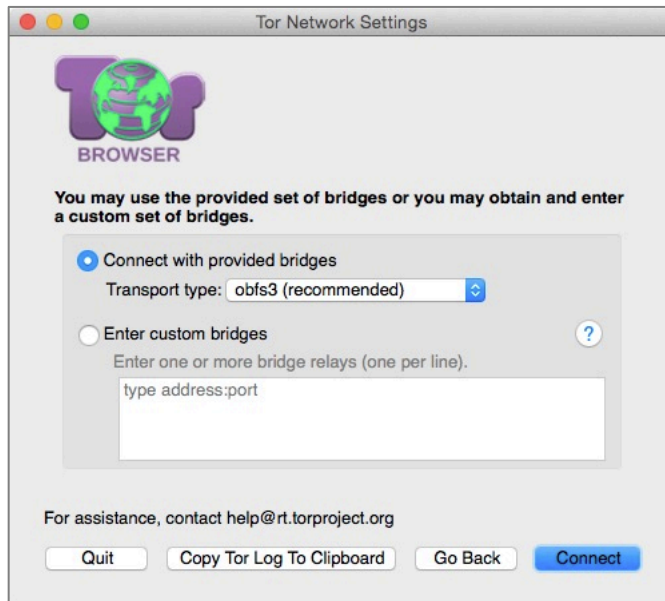 Tor Network Settings
Tor
BROWSER
You may use the provided set of bridges or you may obtain and enter
a custom set of bridges.
Connect with provided bridges
Transport type: obfs3 (recommended)
Enter custom bridges
?
Enter one or more bridge relays (one per line).
type address:port
For assistance, contact help@rt.torproject.org
Quit
Copy Tor Log To Clipboard
Go Back
Connect